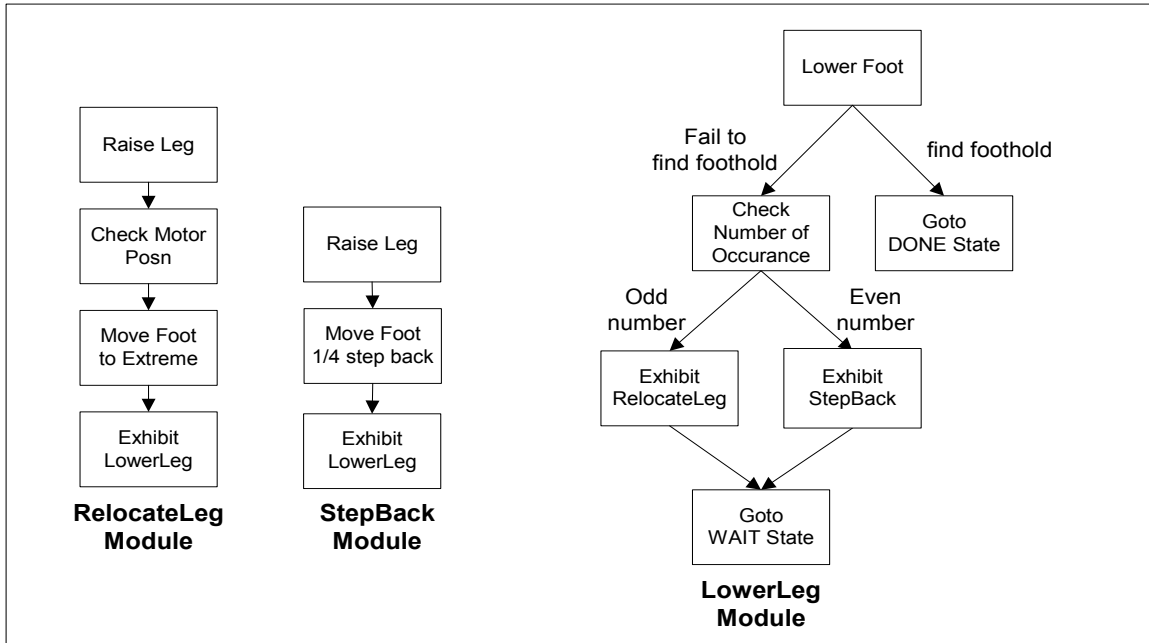 Raise Leg
Check Motor
Posn
Move Foot
to Extreme
Exhibit
LowerLeg
RelocateLeg
Module
Raise Leg
Move Foot
1/4 step back
Exhibit
LowerLeg
StepBack
Module
Lower Foot
Fail to
find foothold
find foothold
Check
Number of
Occurance
Goto
DONE State
Odd
number
Even
number
Exhibit
RelocateLeg
Exhibit
StepBack
Goto
WAIT State
LowerLeg
Module